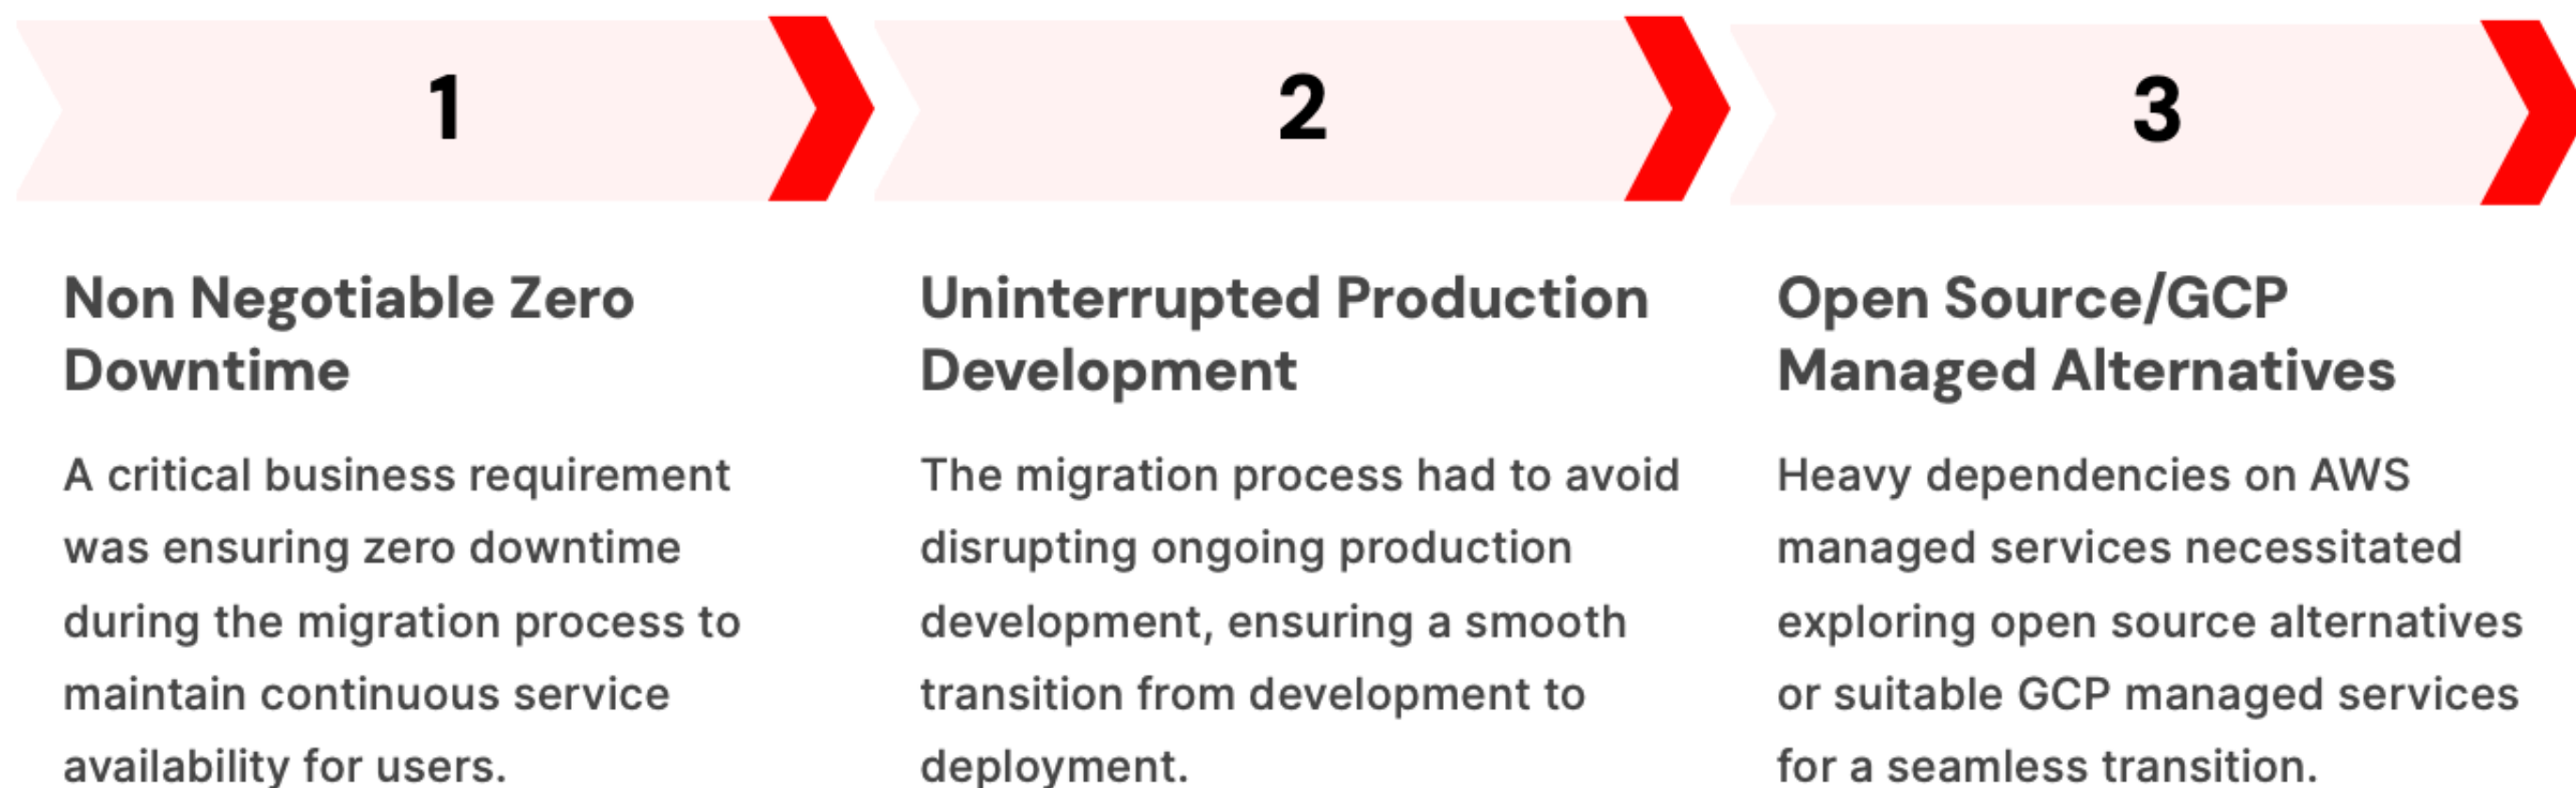 1
Non Negotiable Zero
Downtime
A critical business requirement
was ensuring zero downtime
during the migration process to
maintain continuous service
availability for users.
2
Uninterrupted Production
Development
The migration process had to avoid
disrupting ongoing production
development, ensuring a smooth
transition from development to
deployment.
3
Open Source/GCP
Managed Alternatives
Heavy dependencies on AWS
managed services necessitated
exploring open source alternatives
or suitable GCP managed services
for a seamless transition.